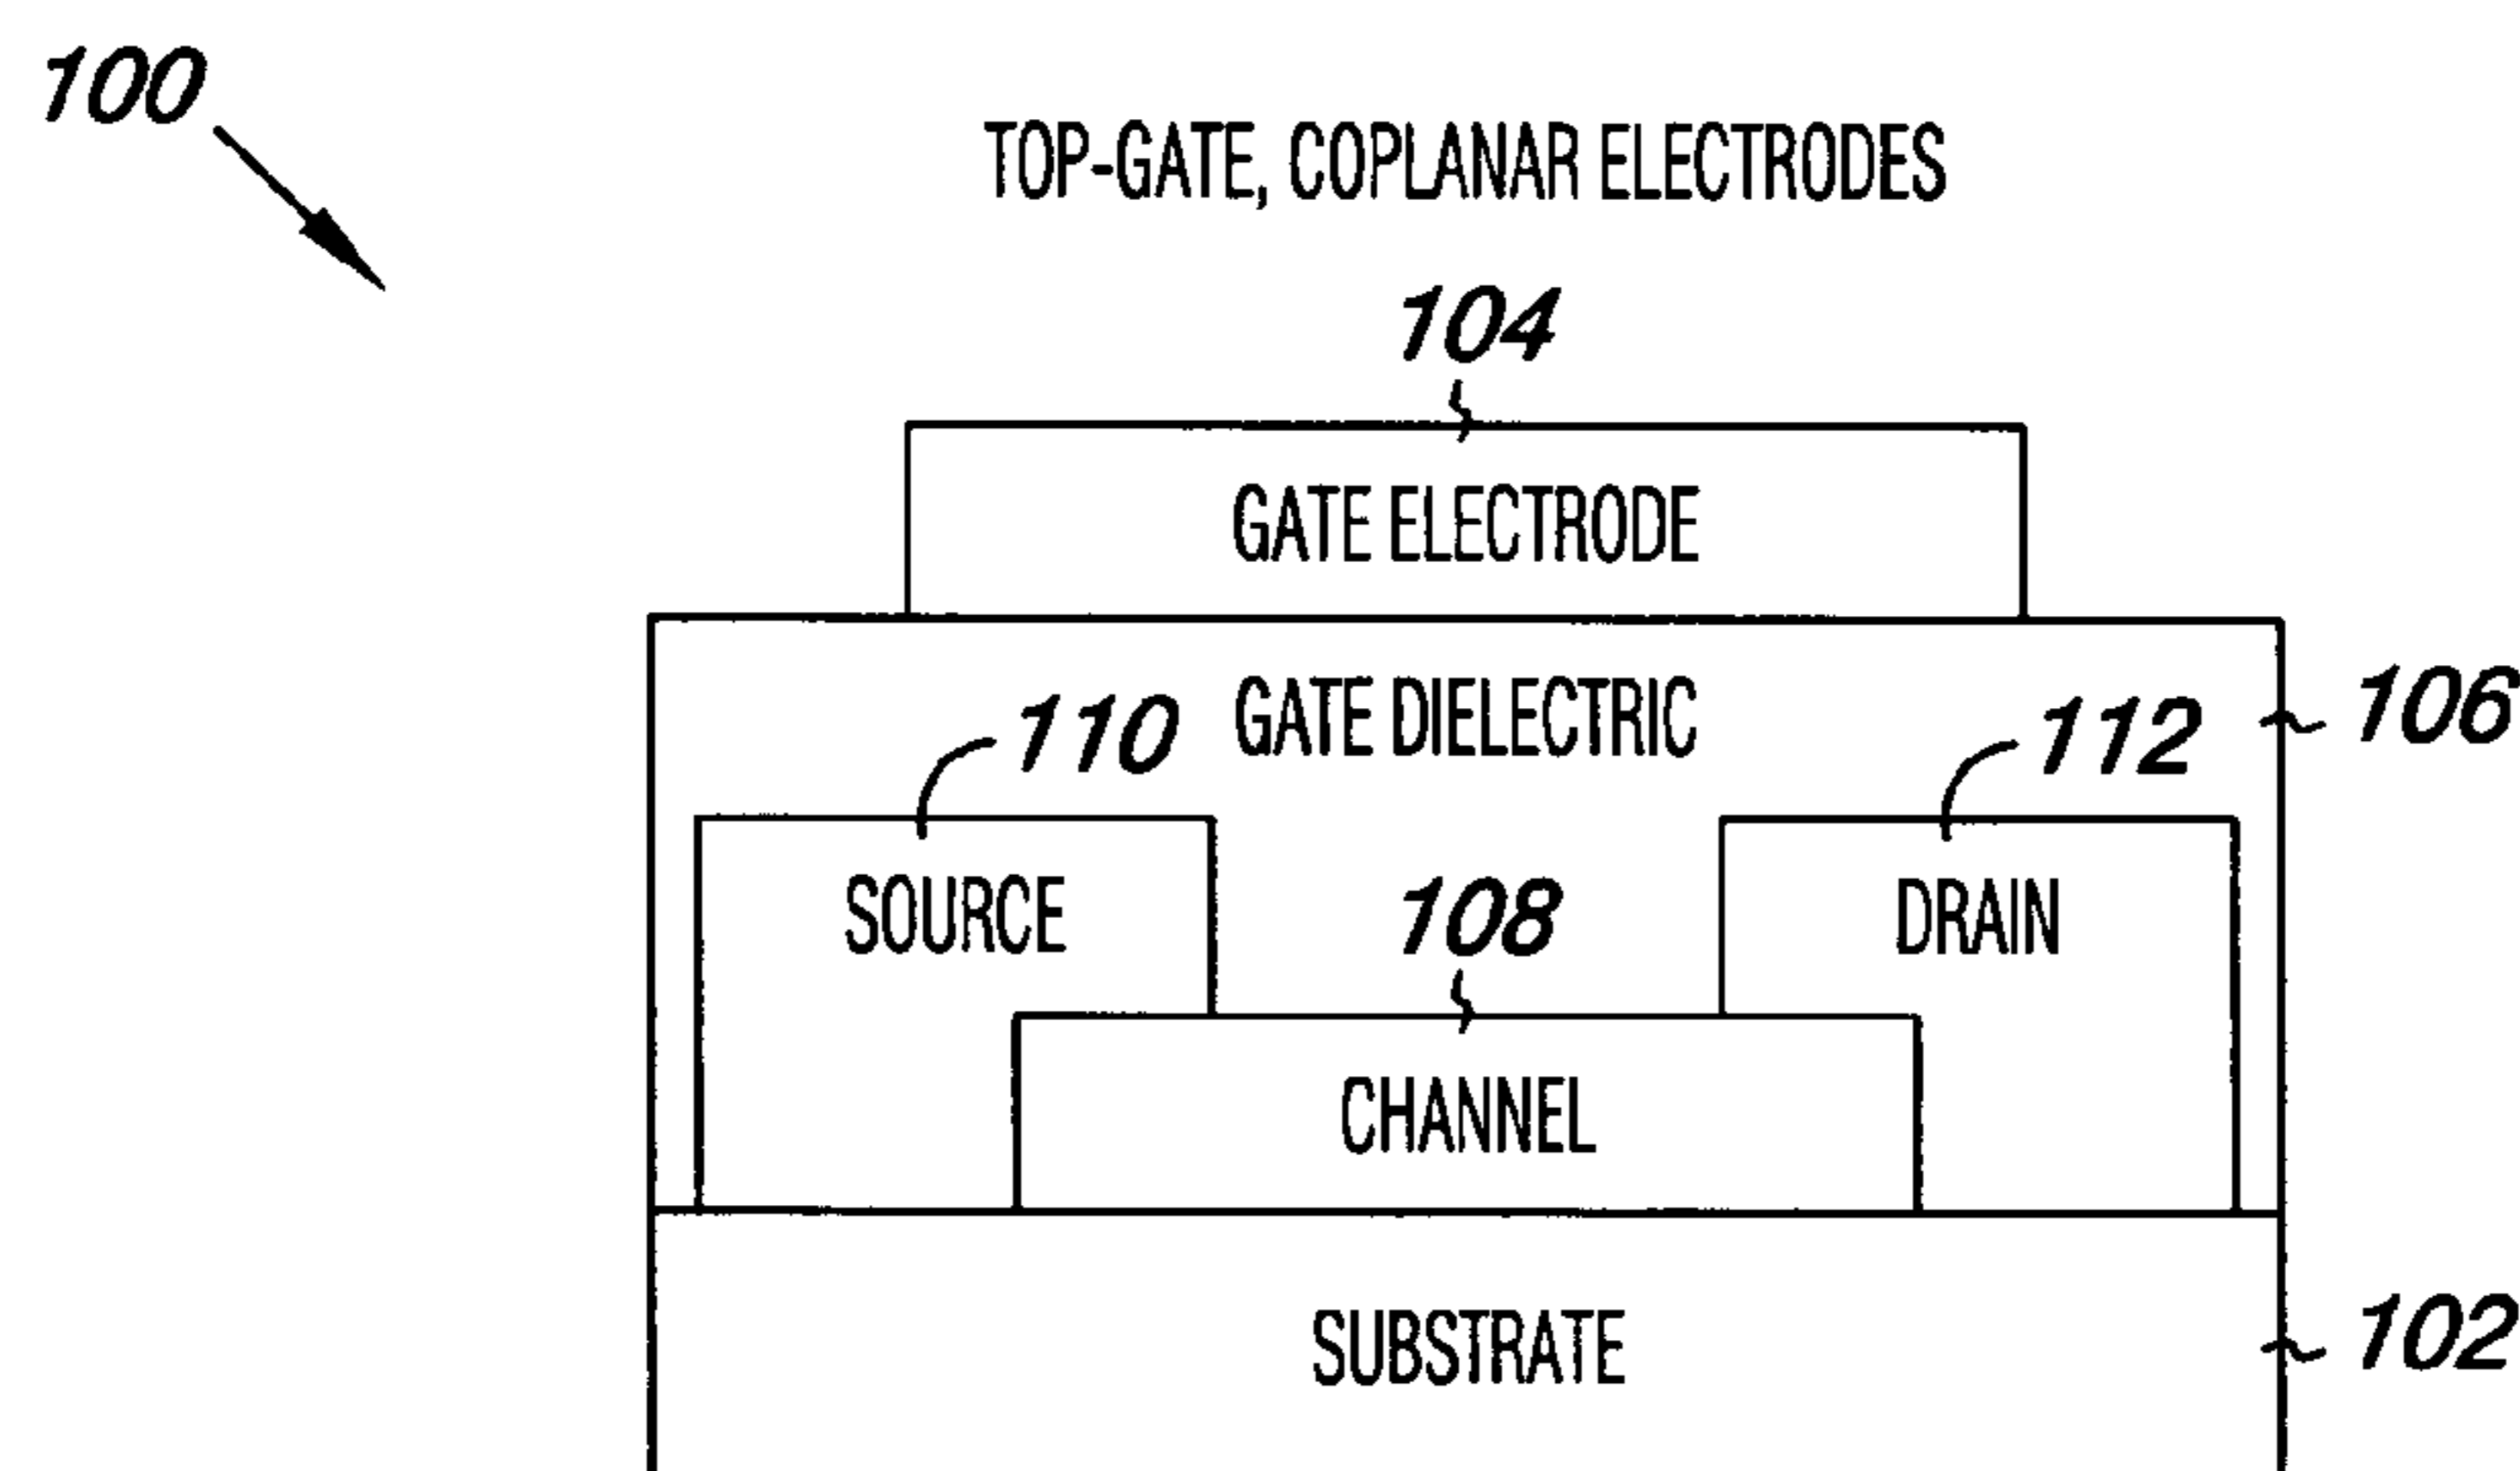 100
TOP-GATE, COPLANAR ELECTRODES
104
GATE ELECTRODE
GATE DIELECTRIC
106
110
112
SOURCE
108
DRAIN
CHANNEL
SUBSTRATE
102